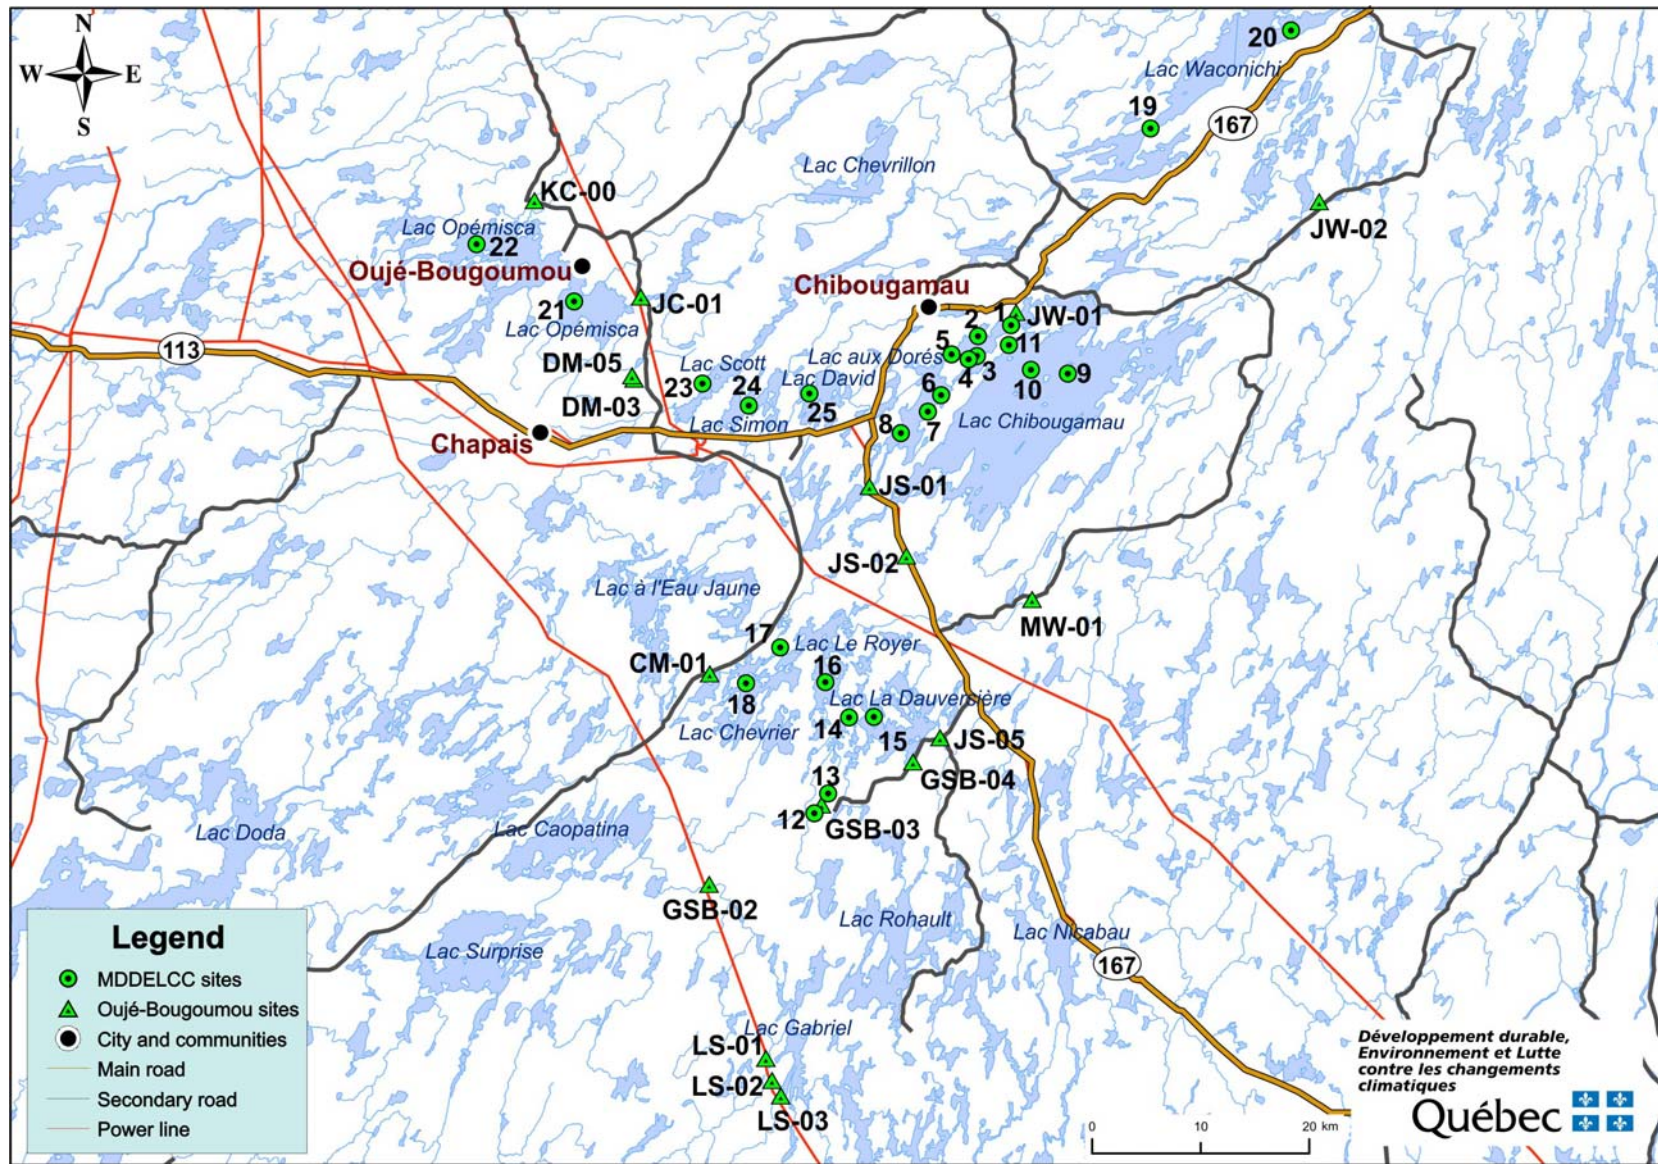 N
W E
S
20
Lac Waconichi
19
167
Lac Chevrillon
KC-00
Lac Opémisca
22
JW-02
Oujé-Bougoumou
Chibougamau
21
JC-01
Lac Opémisca
2
1
JW-01
113
5
11
Lac aux Dorés
4
3
10
9
DM-05
Lac Scott
23
24
Lac David
25
6
DM-03
Lac Simon
8
7
Lac Chibougamau
Chapais
JS-01
JS-02
Lac à l'Eau Jaune
MW-01
17
Lac Le Royer
CM-01
16
18
Lac La Dauversière
Lac Chevrier
14
15
JS-05
GSB-04
13
12
GSB-03
Lac Doda
Lac Caopatina
GSB-02
Lac Rohault
Lac Nicabau
Lac Surprise
167
Lac Gabriel
LS-01
LS-02
LS-03
Legend
MDDELCC sites
Oujé-Bougoumou sites
City and communities
Main road
Secondary road
Power line
Développement durable,
Environnement et Lutte
contre les changements
climatiques
Québec
0 10 20 km